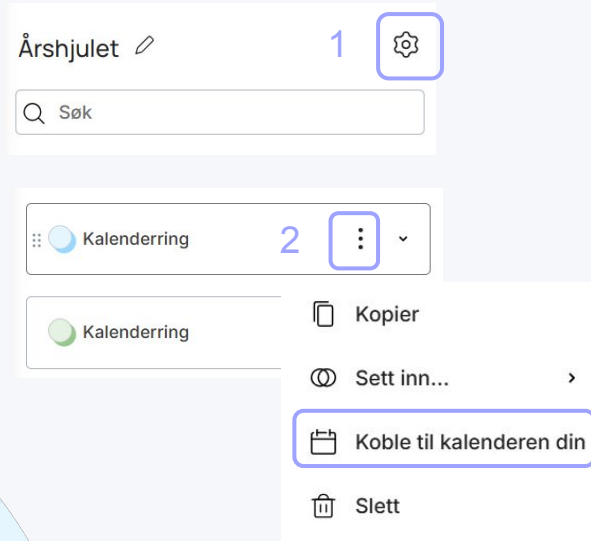 Årshjulet
1
Søk
Kalenderring
2
Kalenderring
Kopier
Sett inn...
Koble til kalenderen din
Slett